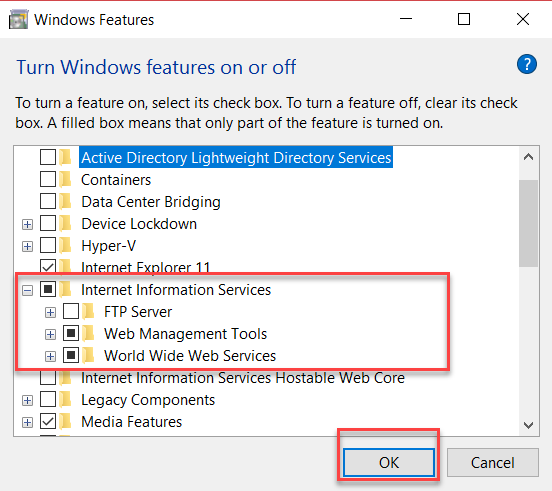 Windows Features
Turn Windows features on or off
?
To turn a feature on, select its check box. To turn a feature off, clear its check
box. A filled box means that only part of the feature is turned on.
Active Directory Lightweight Directory Services
Containers
Data Center Bridging
Device Lockdown
Hyper-V
Internet Explorer 11
Internet Information Services
FTP Server
Web Management Tools
World Wide Web Services
Internet Information Services Hostable Web Core
Legacy Components
Media Features
OK
Cancel